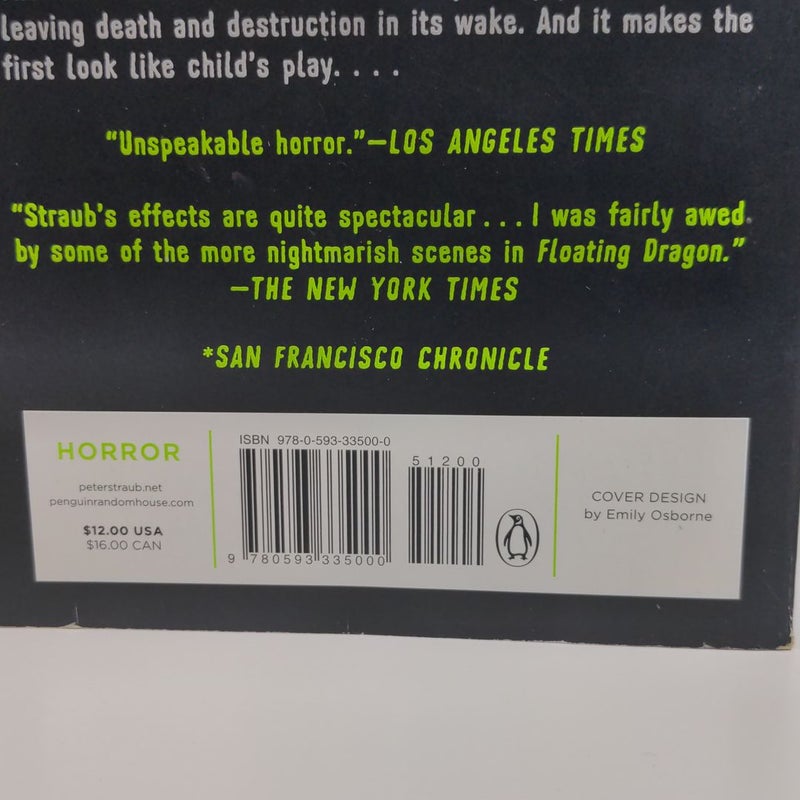 leaving death and destruction in its wake. And it makes the
first look like child's play. . . .
“Unspeakable horror.”—LOS ANGELES TIMES
“Straub's effects are quite spectacular . . . I was fairly awed
by some of the more nightmarish scenes in Floating Dragon.”
—THE NEW YORK TIMES
*SAN FRANCISCO CHRONICLE
HORROR
peterstraub.net
penguinrandomhouse.com
$12.00 USA
$16.00 CAN
ISBN 978-0-593-33500-0
9 780593 335000
51200
COVER DESIGN
by Emily Osborne